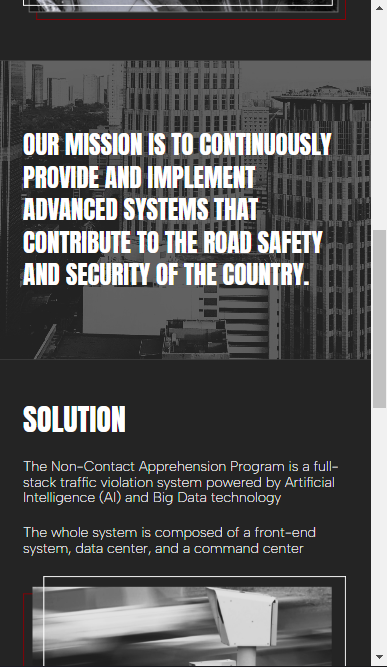 OUR MISSION IS TO CONTINUOUSLY
PROVIDE AND IMPLEMENT
ADVANCED SYSTEMS THAT
CONTRIBUTE TO THE ROAD SAFETY
AND SECURITY OF THE COUNTRY.
SOLUTION
The Non-Contact Apprehension Program is a full-
stack traffic violation system powered by Artificial
Intelligence (AI) and Big Data technology
The whole system is composed of a front-end
system, data center, and a command center